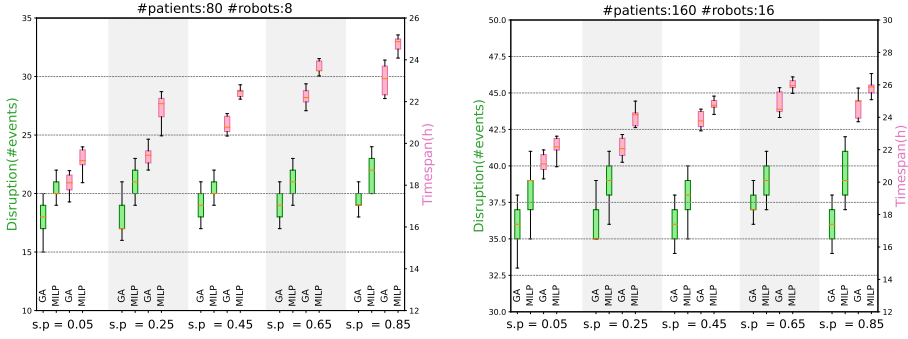 #patients:80 #robots:8
35
30
25
20
15
10
Disruption(#events)
26
24
22
20
18
16
14
12
Timespan(h)
GA MILP GA MILP
GA MILP GA MILP
GA MILP GA MILP
GA MILP GA MILP
GA MILP GA MILP
s.p = 0.05 s.p = 0.25 s.p = 0.45 s.p = 0.65 s.p = 0.85
#patients:160 #robots:16
50.0
47.5
45.0
42.5
40.0
37.5
35.0
32.5
30.0
Disruption(#events)
30
28
26
24
22
20
18
16
14
12
Timespan(h)
GA MILP GA MILP
GA MILP GA MILP
GA MILP GA MILP
GA MILP GA MILP
GA MILP GA MILP
s.p = 0.05 s.p = 0.25 s.p = 0.45 s.p = 0.65 s.p = 0.85